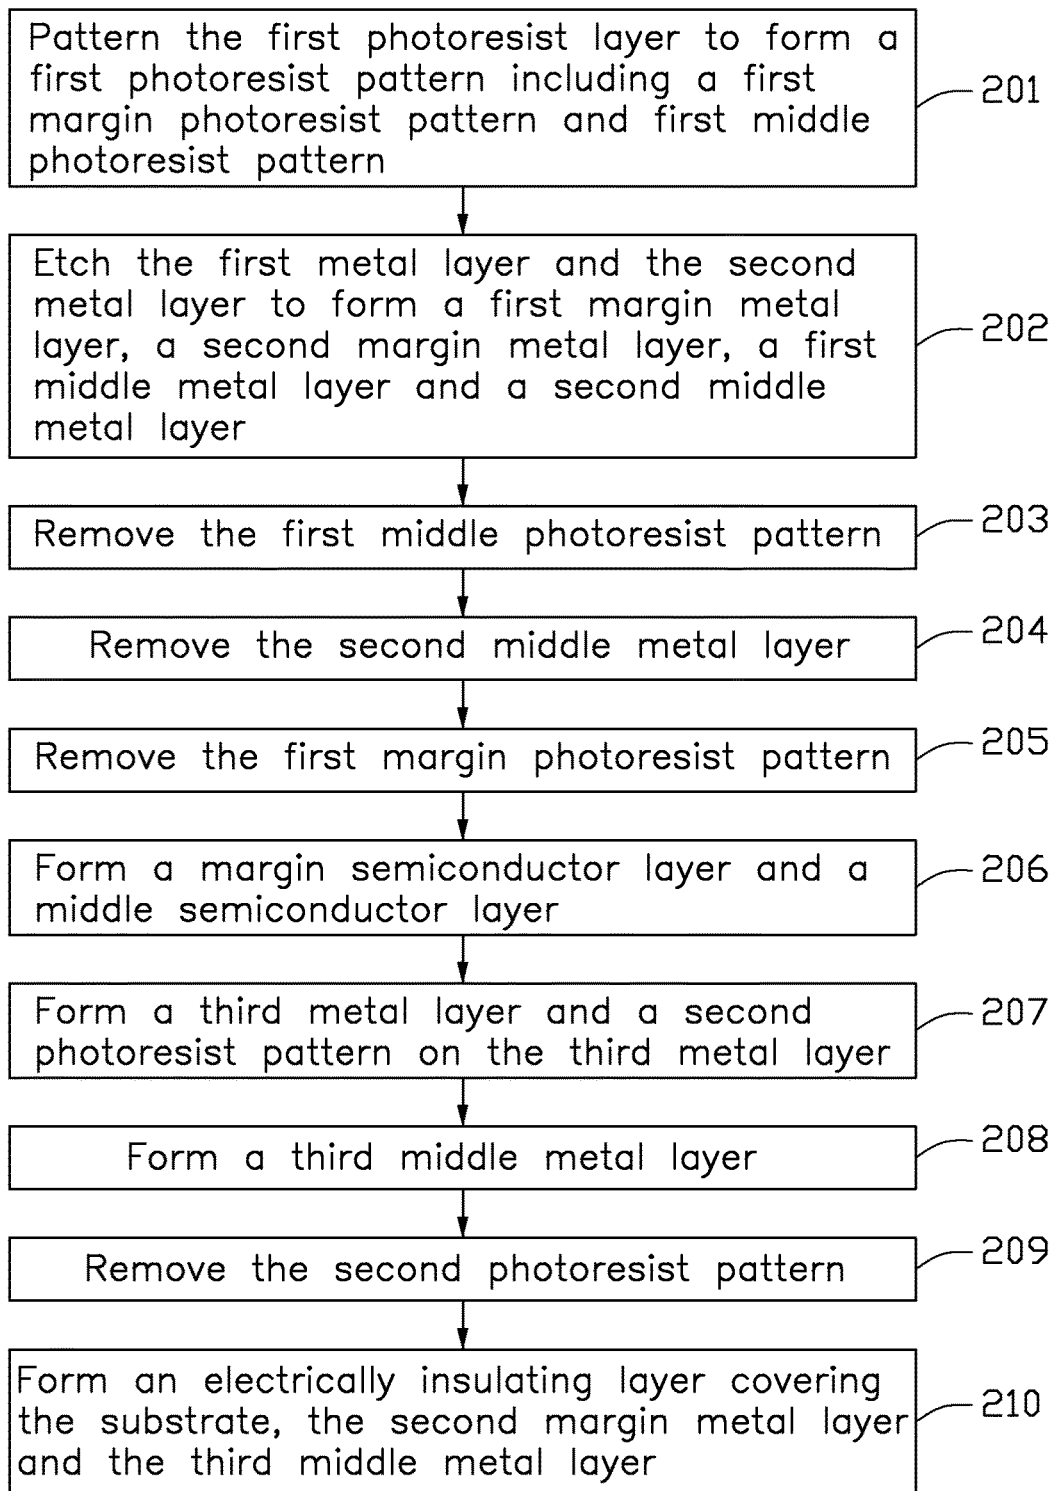 Pattern the first photoresist layer to form a
first photoresist pattern including a first
margin photoresist pattern and first middle
photoresist pattern
201
Etch the first metal layer and the second
metal layer to form a first margin metal
layer, a second margin metal layer, a first
middle metal layer and a second middle
metal layer
202
Remove the first middle photoresist pattern
203
Remove the second middle metal layer
204
Remove the first margin photoresist pattern
205
Form a margin semiconductor layer and a
middle semiconductor layer
206
Form a third metal layer and a second
photoresist pattern on the third metal layer
207
Form a third middle metal layer
208
Remove the second photoresist pattern
209
Form an electrically insulating layer covering
the substrate, the second margin metal layer
and the third middle metal layer
210